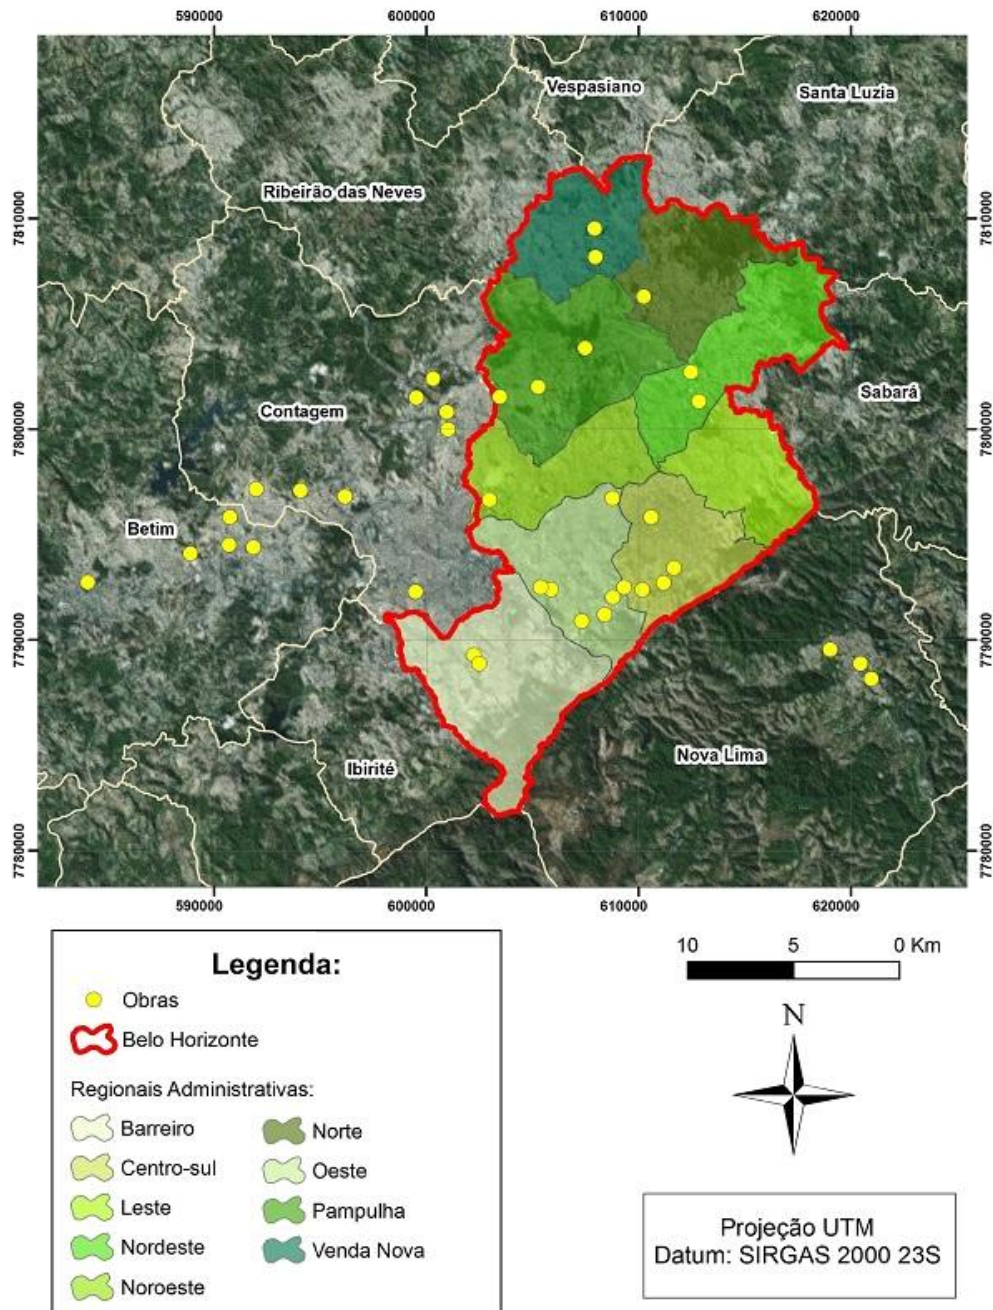 590000 600000 610000 620000
Vespasiano
Santa Luzia
Ribeirão das Neves
7810000 7810000
Contagem
Sabará
7800000 7800000
Betim
7790000 7790000
Ibirité
Nova Lima
7780000 7780000
590000 600000 610000 620000
Legenda:
Obras
Belo Horizonte
Regionais Administrativas:
Barreiro
Centro-sul
Leste
Nordeste
Noroeste
Norte
Oeste
Pampulha
Venda Nova
10 5 0 Km
N
Projeção UTM
Datum: SIRGAS 2000 23S